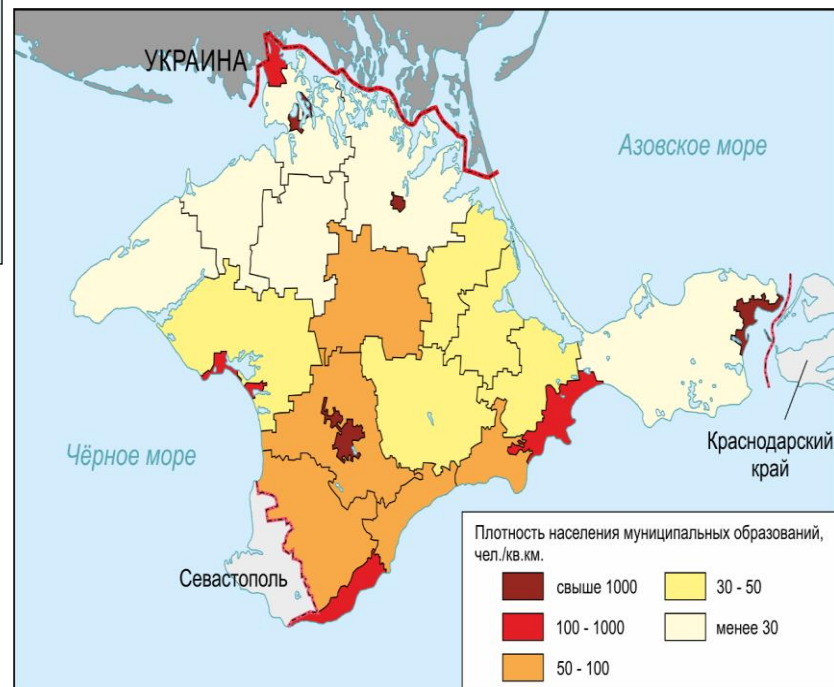 УКРАИНА
Азовское море
Краснодарский
край
Чёрное море
Севастополь
Плотность населения муниципальных образований,
чел./кв.км.
свыше 1000
30 - 50
100 - 1000
менее 30
50 - 100